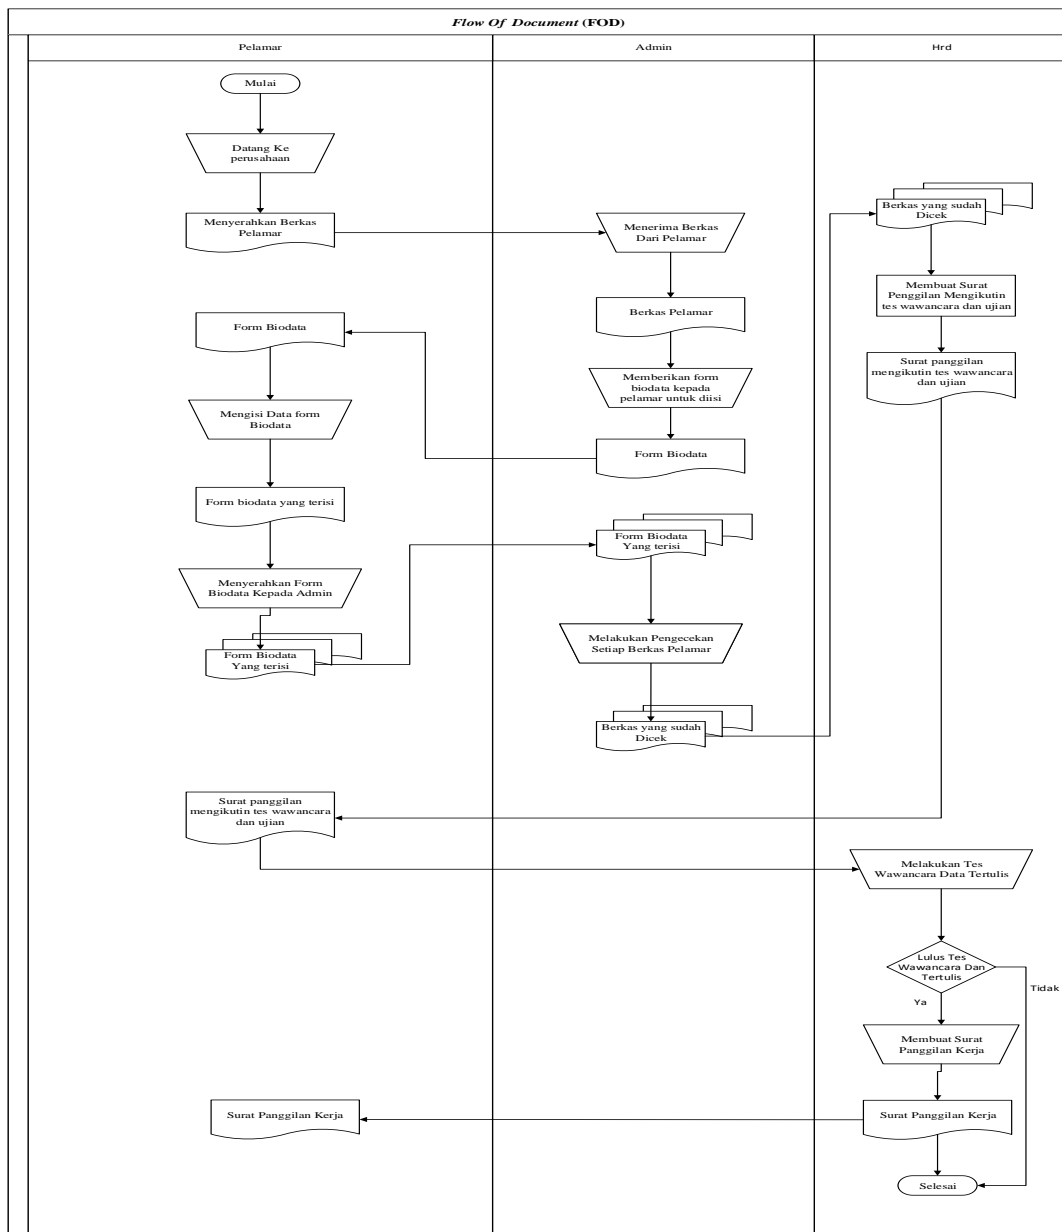 Flow Of Document (FOD)
Pelamar
Admin
Hrd
Mulai
Datang Ke
perusahaan
Menyerahkan Berkas
Pelamar
Menerima Berkas
Dari Pelamar
Berkas yang sudah
Dicek
Membuat Surat
Penggilan Mengikutin
tes wawancara dan ujian
Berkas Pelamar
Form Biodata
Surat panggilan
mengikutin tes wawancara
dan ujian
Memberikan form
biodata kepada
pelamar untuk diisi
Mengisi Data form
Biodata
Form Biodata
Form biodata yang terisi
Form Biodata
Yang terisi
Menyerahkan Form
Biodata Kepada Admin
Melakukan Pengecekan
Setiap Berkas Pelamar
Form Biodata
Yang terisi
Berkas yang sudah
Dicek
Surat panggilan
mengikutin tes wawancara
dan ujian
Melakukan Tes
Wawancara Data Tertulis
Lulus Tes
Wawancara Dan
Tertulis
Tidak
Ya
Membuat Surat
Panggilan Kerja
Surat Panggilan Kerja
Surat Panggilan Kerja
Selesai